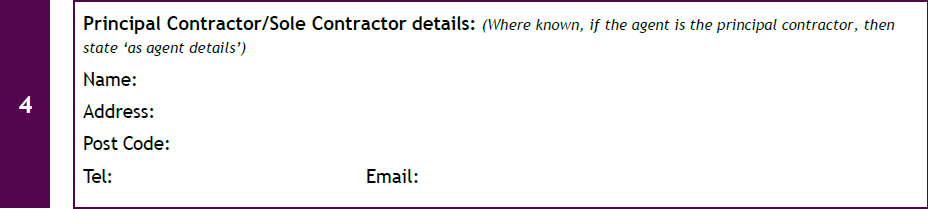 Principal Contractor/Sole Contractor details: (Where known, if the agent is the principal contractor, then
state ‘as agent details’)
Name:
4
Address:
Post Code:
Tel: Email: